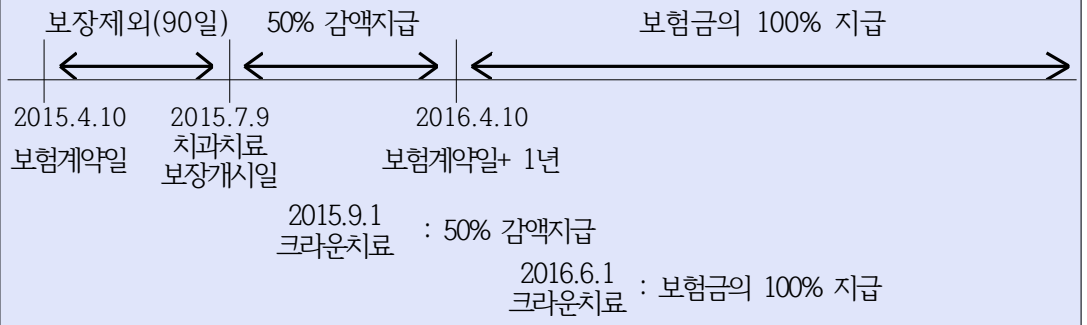 보장제외(90일) 50% 감액지급 보험금의 100% 지급
2015.4.10 2015.7.9 2016.4.10
보험계약일 치과치료 보험계약일+ 1년
보장개시일
2015.9.1
크라운치료 : 50% 감액지급
2016.6.1
크라운치료 : 보험금의 100% 지급